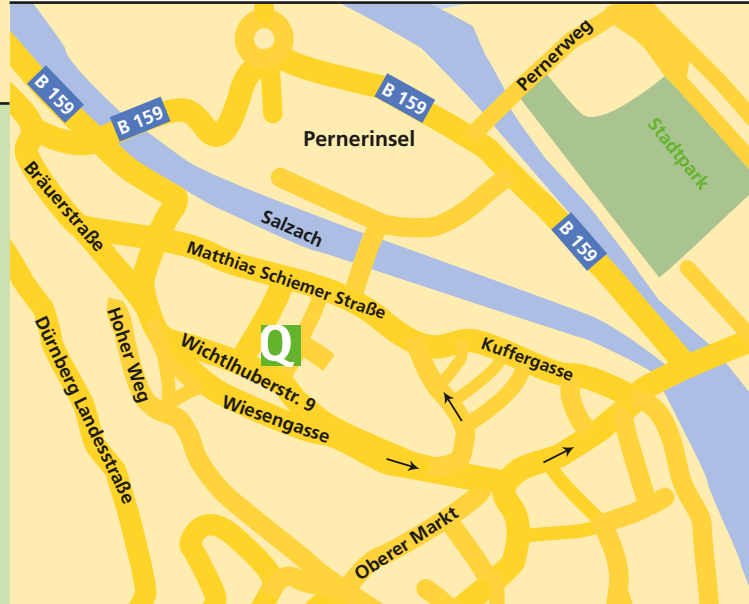 Pernerweg
B 159
B 159
B 159
Pernerinsel
Stadtpark
Bräuerstraße
Salzach
B 159
Matthias Schiemer Straße
Hoher Weg
Dürnberg Landesstraße
Q
Wichtlhuberstr. 9
Kuffergasse
Wiesengasse
Oberer Markt